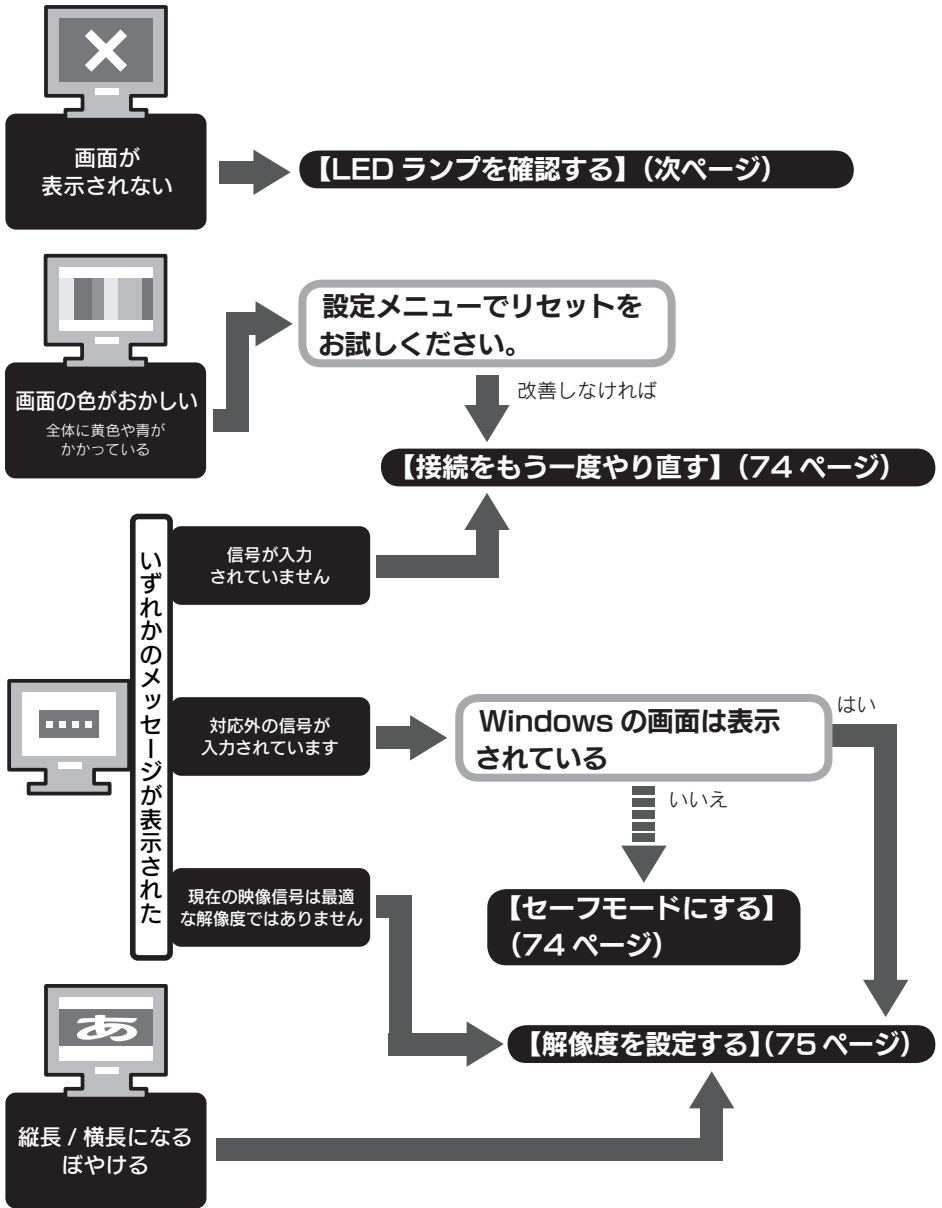 画面が
表示されない
【LED ランプを確認する】（次ページ）
画面の色がおかしい
全体に黄色や青が
かかっている
設定メニューでリセットを
お試しください。
改善しなければ
【接続をもう一度やり直す】（74 ページ）
いずれかのメッセージが表示された
信号が入力
されていません
対応外の信号が
入力されています
Windows の画面は表示
されている
はい
いいえ
【セーフモードにする】
（74 ページ）
現在の映像信号は最適
な解像度ではありません
【解像度を設定する】（75 ページ）
あ
縦長 / 横長になる
ぼやける